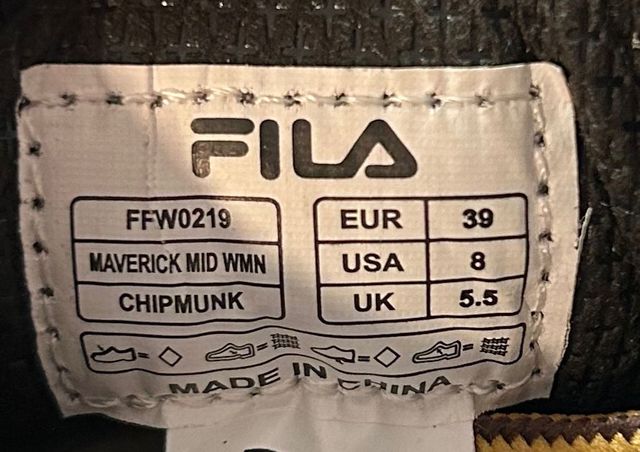 FILA
FFW0219
MAVERICK MID WMN
CHIPMUNK
EUR 39
USA 8
UK 5.5
MADE IN CHINA